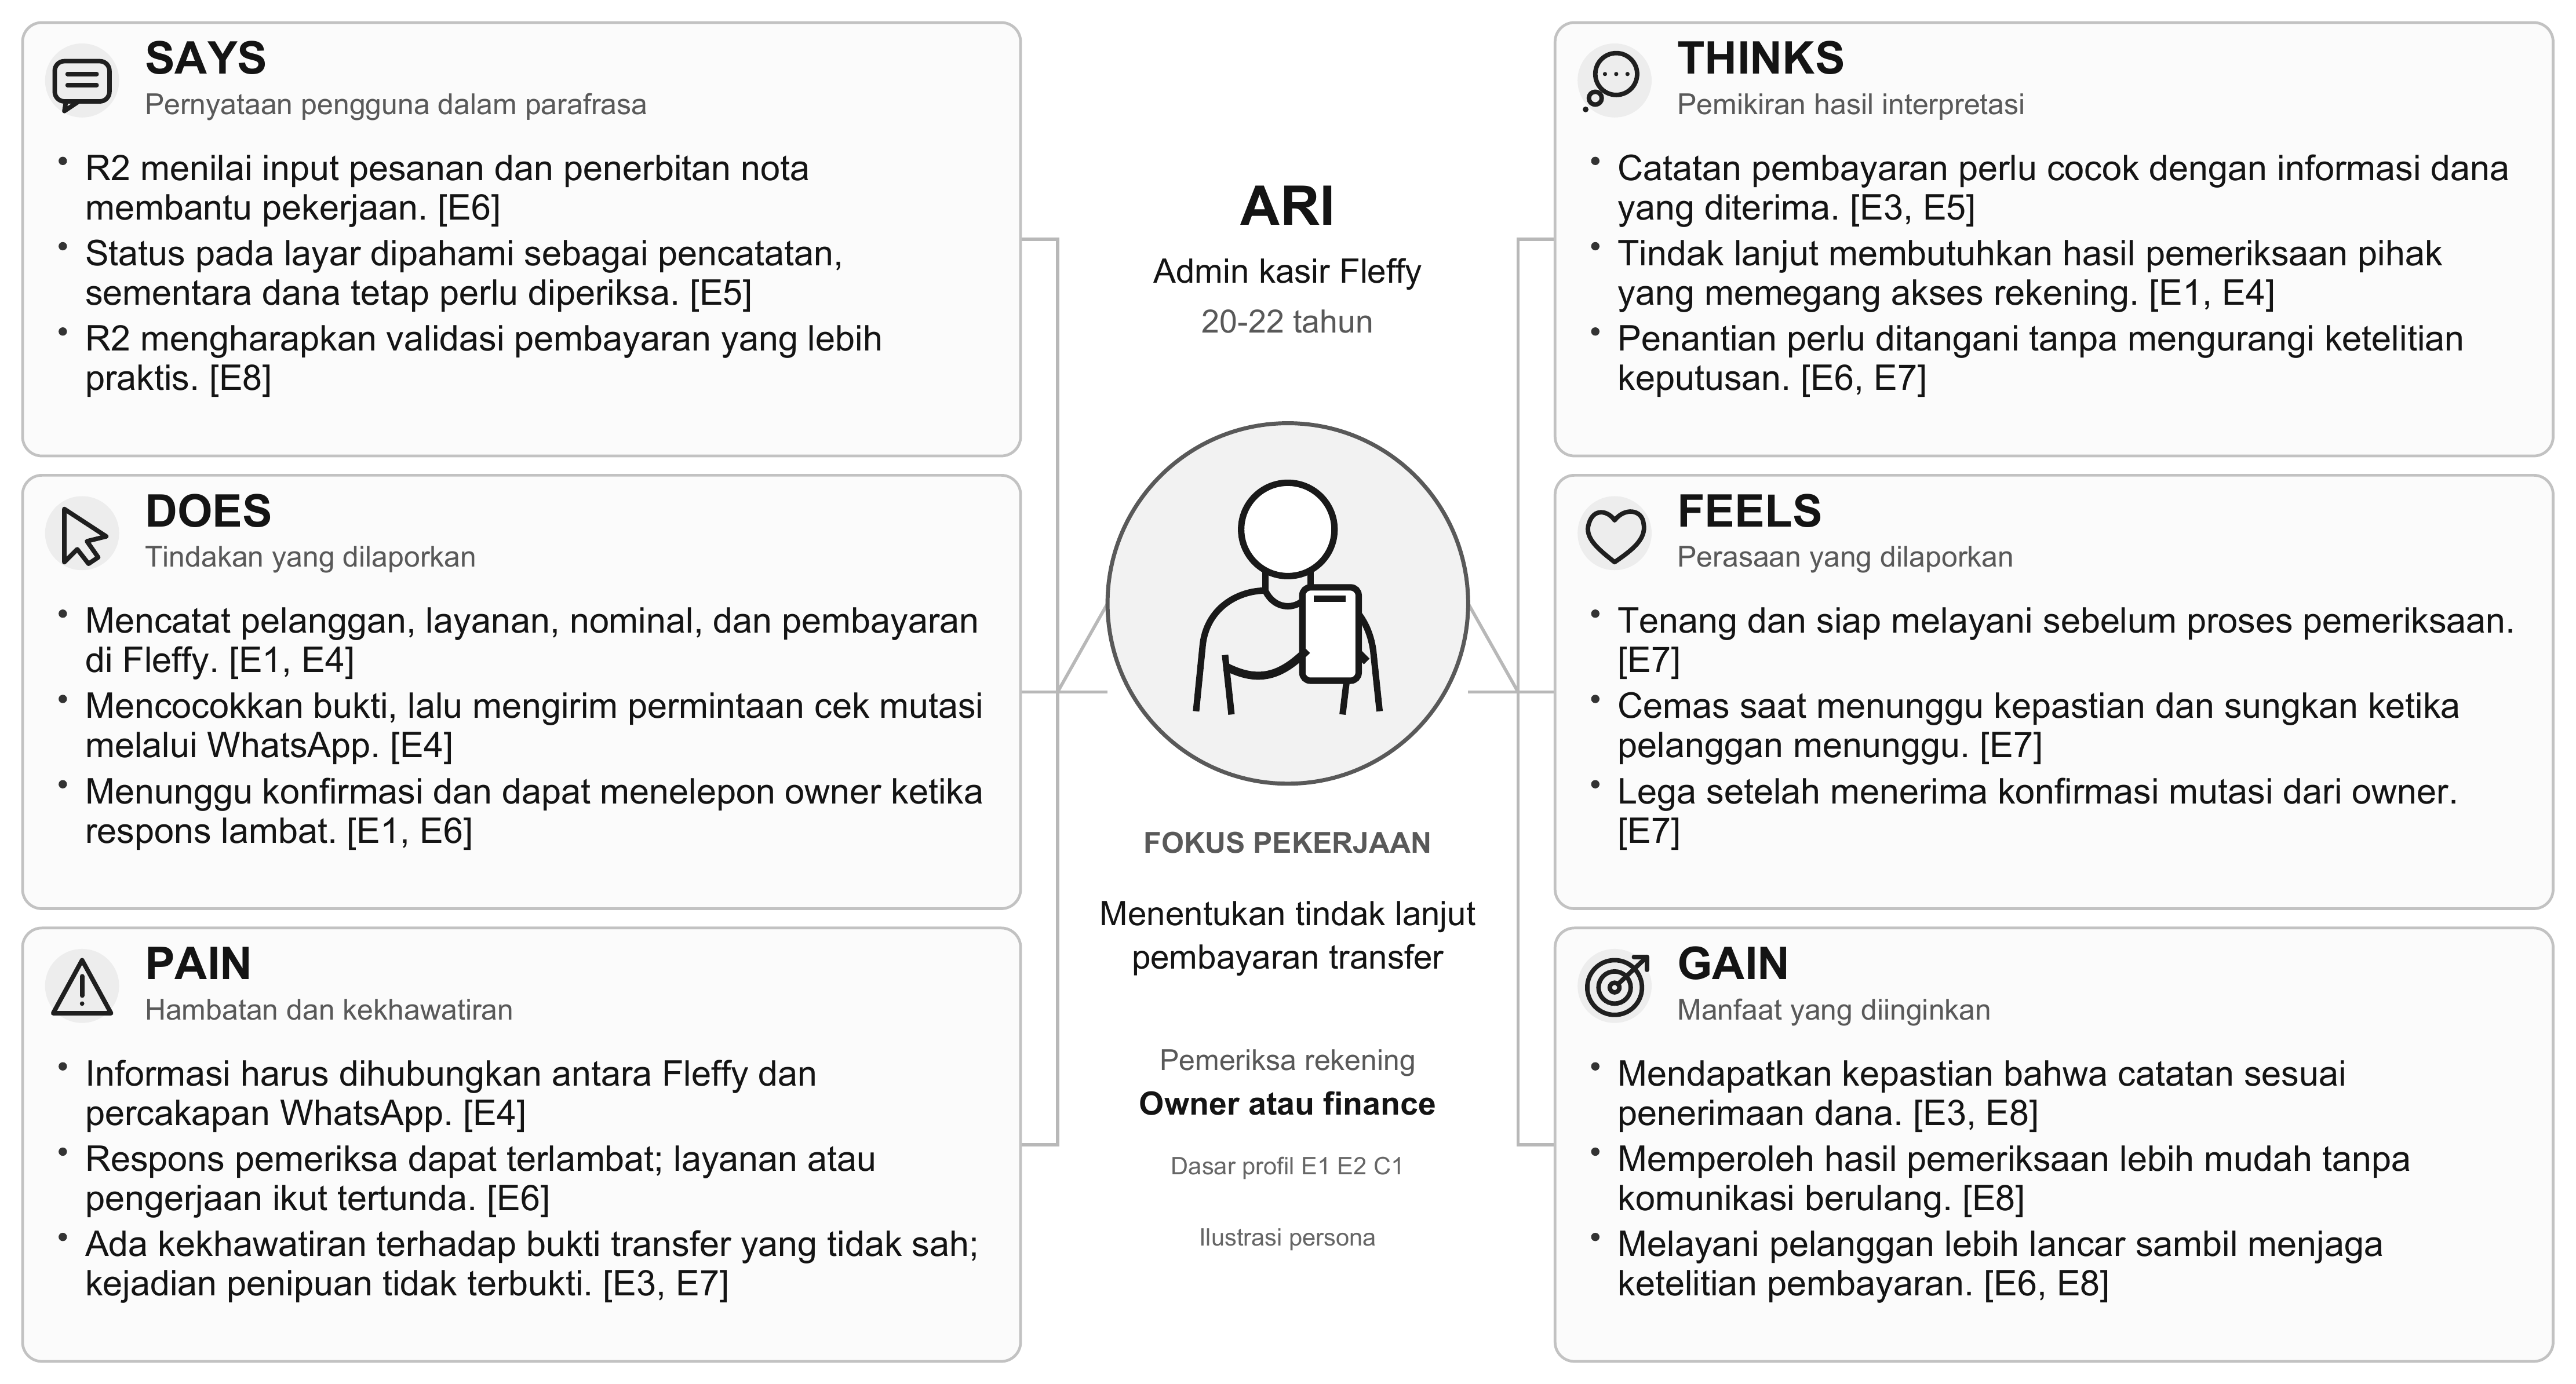 SAYS
Pernyataan pengguna dalam parafrasa
• R2 menilai input pesanan dan penerbitan nota
membantu pekerjaan. [E6]
• Status pada layar dipahami sebagai pencatatan,
sementara dana tetap perlu diperiksa. [E5]
• R2 mengharapkan validasi pembayaran yang lebih
praktis. [E8]
DOES
Tindakan yang dilaporkan
• Mencatat pelanggan, layanan, nominal, dan pembayaran
di Fleffy. [E1, E4]
• Mencocokkan bukti, lalu mengirim permintaan cek mutasi
melalui WhatsApp. [E4]
• Menunggu konfirmasi dan dapat menelepon owner ketika
respons lambat. [E1, E6]
PAIN
Hambatan dan kekhawatiran
• Informasi harus dihubungkan antara Fleffy dan
percakapan WhatsApp. [E4]
• Respons pemeriksa dapat terlambat; layanan atau
pengerjaan ikut tertunda. [E6]
• Ada kekhawatiran terhadap bukti transfer yang tidak sah;
kejadian penipuan tidak terbukti. [E3, E7]
ARI
Admin kasir Fleffy
20-22 tahun
FOKUS PEKERJAAN
Menentukan tindak lanjut
pembayaran transfer
Pemeriksa rekening
Owner atau finance
Dasar profil E1 E2 C1
Ilustrasi persona
THINKS
Pemikiran hasil interpretasi
• Catatan pembayaran perlu cocok dengan informasi dana
yang diterima. [E3, E5]
• Tindak lanjut membutuhkan hasil pemeriksaan pihak
yang memegang akses rekening. [E1, E4]
• Penantian perlu ditangani tanpa mengurangi ketelitian
keputusan. [E6, E7]
FEELS
Perasaan yang dilaporkan
• Tenang dan siap melayani sebelum proses pemeriksaan.
[E7]
• Cemas saat menunggu kepastian dan sungkan ketika
pelanggan menunggu. [E7]
• Lega setelah menerima konfirmasi mutasi dari owner.
[E7]
GAIN
Manfaat yang diinginkan
• Mendapatkan kepastian bahwa catatan sesuai
penerimaan dana. [E3, E8]
• Memperoleh hasil pemeriksaan lebih mudah tanpa
komunikasi berulang. [E8]
• Melayani pelanggan lebih lancar sambil menjaga
ketelitian pembayaran. [E6, E8]